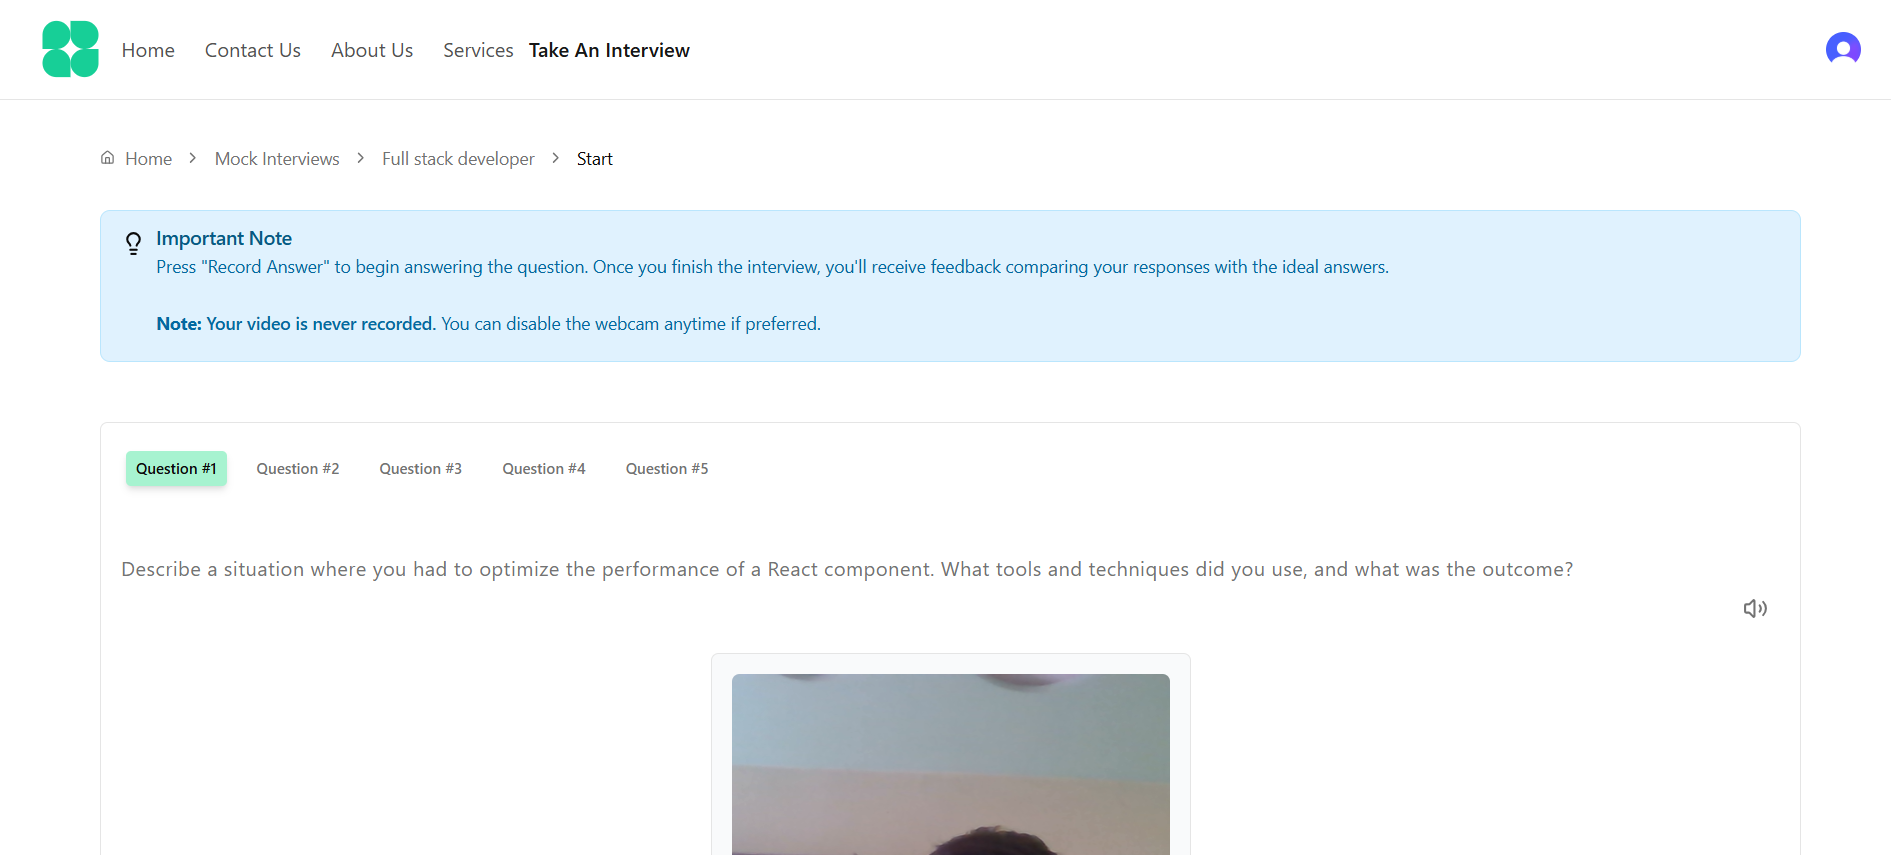 Home Contact Us About Us Services Take An Interview
Home > Mock Interviews > Full stack developer > Start
Important Note
Press "Record Answer" to begin answering the question. Once you finish the interview, you'll receive feedback comparing your responses with the ideal answers.
Note: Your video is never recorded. You can disable the webcam anytime if preferred.
Question #1 Question #2 Question #3 Question #4 Question #5
Describe a situation where you had to optimize the performance of a React component. What tools and techniques did you use, and what was the outcome?